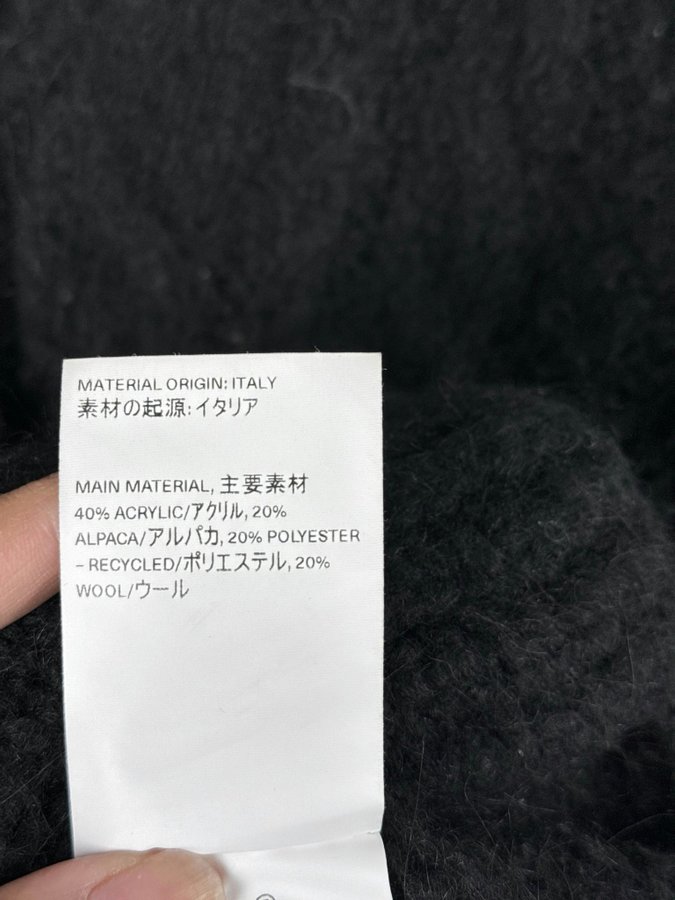 MATERIAL ORIGIN: ITALY
素材の起源: イタリア
MAIN MATERIAL, 主要素材
40% ACRYLIC/アクリル, 20%
ALPACA/アルパカ, 20% POLYESTER
– RECYCLED/ポリエステル, 20%
WOOL/ウール